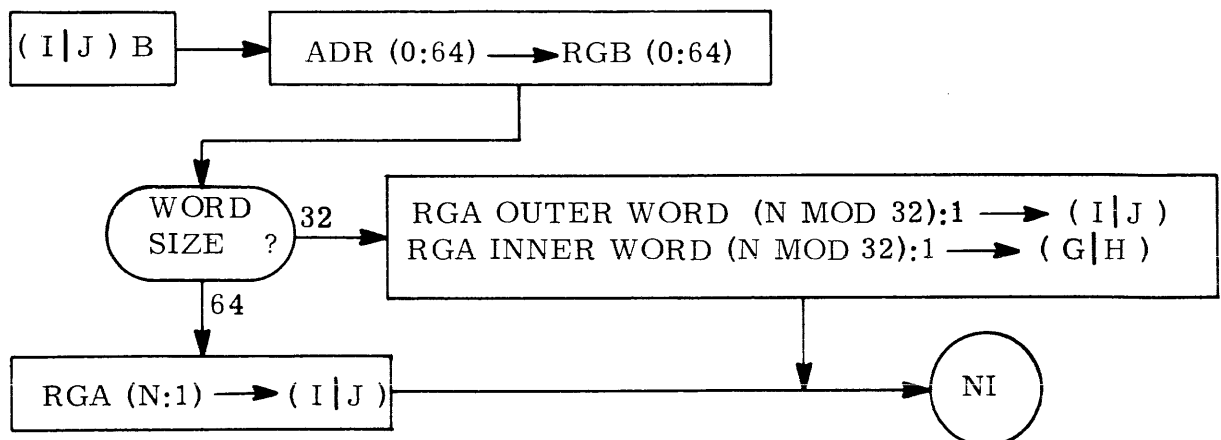 ( I|J ) B
ADR (0:64) → RGB (0:64)
WORD
SIZE ?
32
RGA OUTER WORD (N MOD 32):1 → ( I|J )
RGA INNER WORD (N MOD 32):1 → ( G|H )
64
RGA (N:1) → ( I|J )
NI